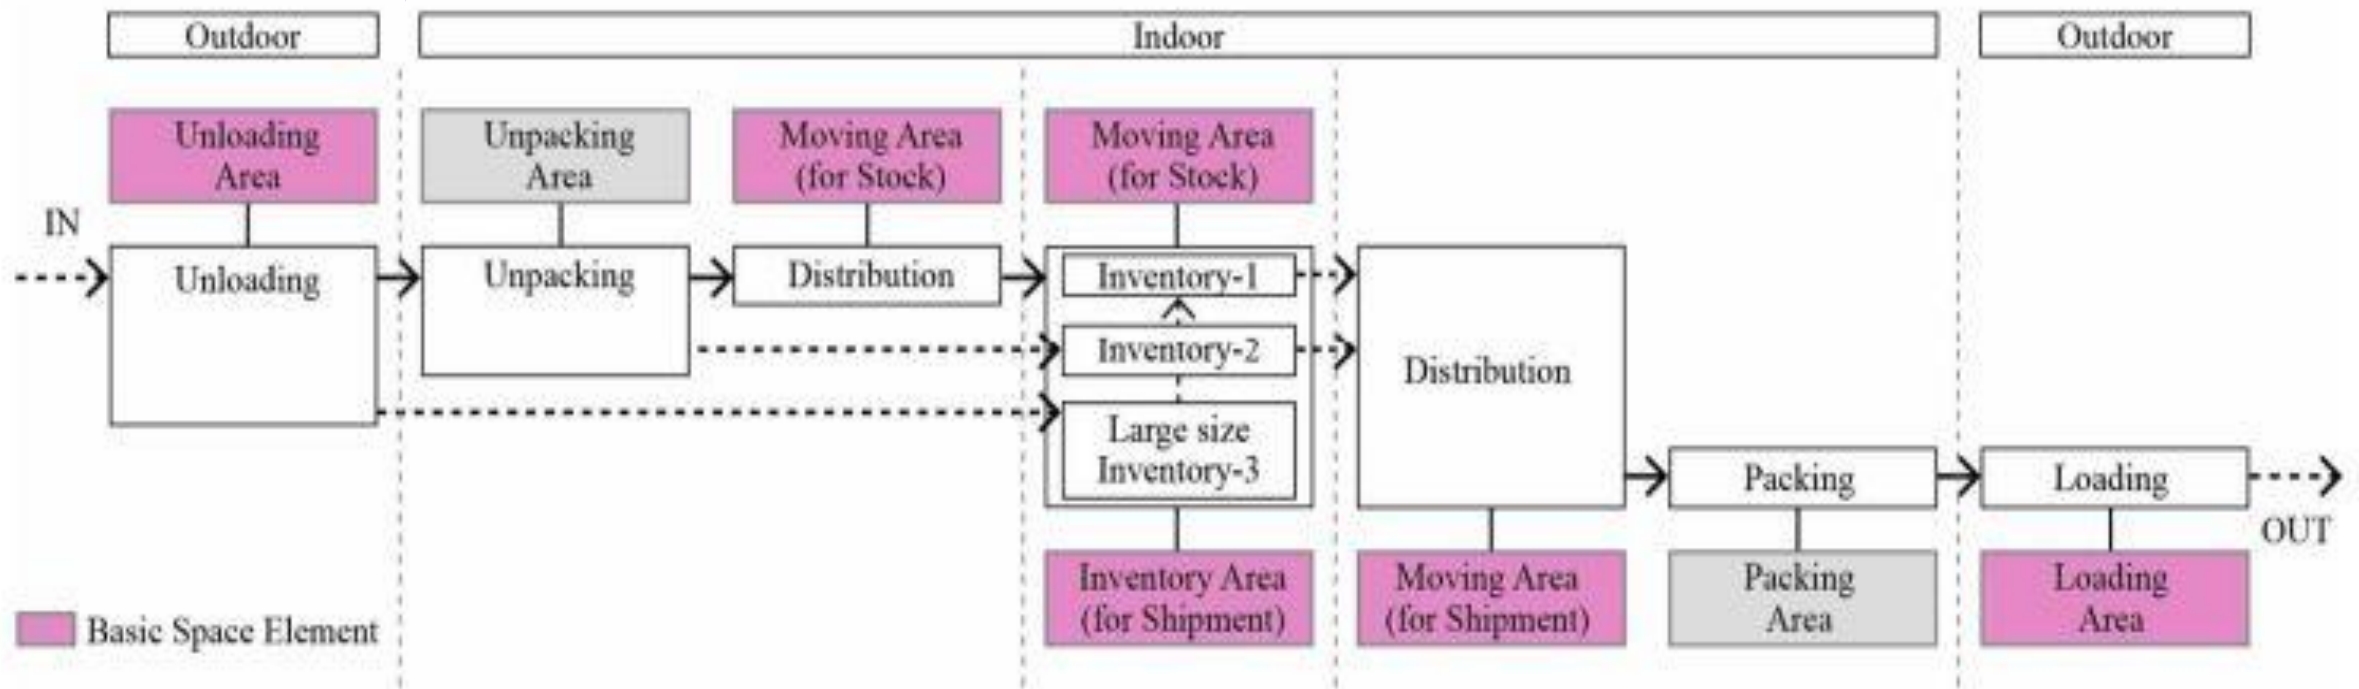 Outdoor
Indoor
Outdoor
Unloading
Area
Unpacking
Area
Moving Area
(for Stock)
Moving Area
(for Stock)
IN
Unloading
Unpacking
Distribution
Inventory-1
Inventory-2
Large size
Inventory-3
Distribution
Packing
Loading
OUT
Inventory Area
(for Shipment)
Moving Area
(for Shipment)
Packing
Area
Loading
Area
Basic Space Element